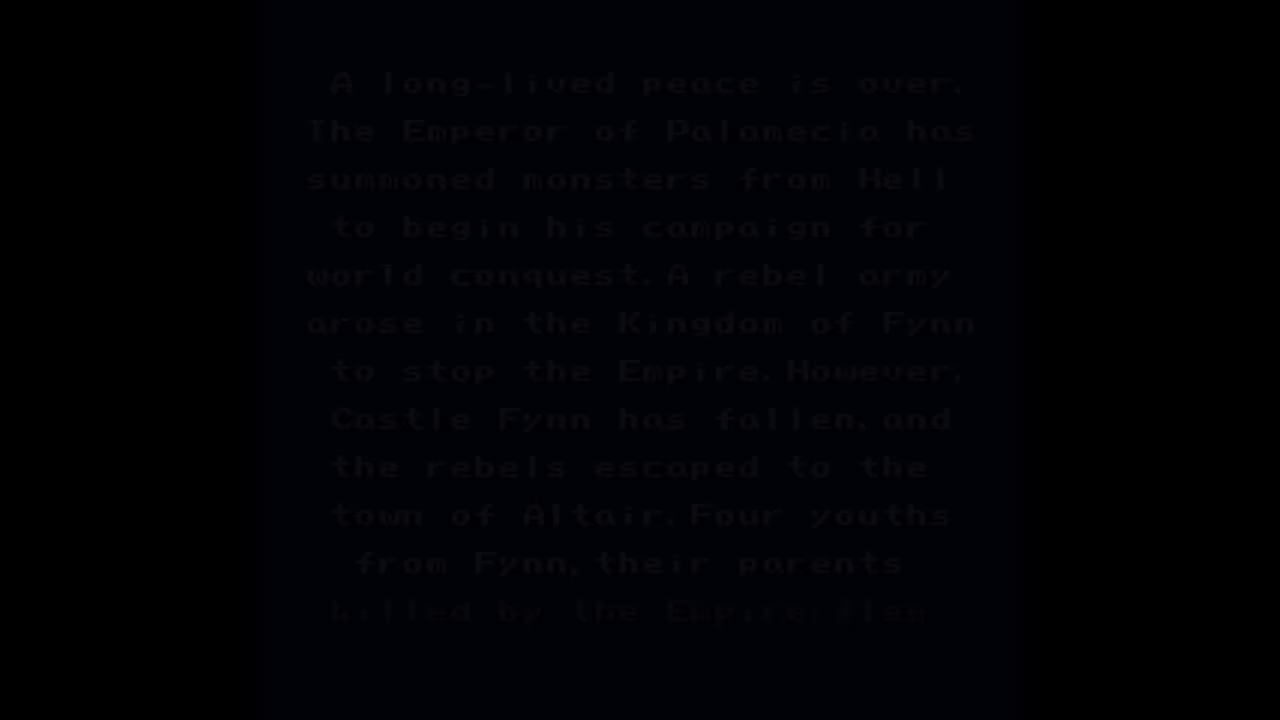 A long-lived peace is over.
The Emperor of Palamecia has
summoned monsters from Hell
to begin his campaign for
world conquest. A rebel army
arose in the Kingdom of Fynn
to stop the Empire. However,
Castle Fynn has fallen, and
the rebels escaped to the
town of Altair. Four youths
from Fynn, their parents
killed by the Empire,